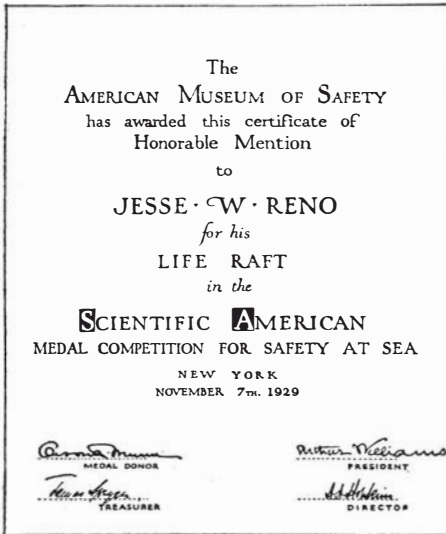 The
AMERICAN MUSEUM OF SAFETY
has awarded this certificate of
Honorable Mention
to
JESSE · W · RENO
for his
LIFE RAFT
in the
SCIENTIFIC AMERICAN
MEDAL COMPETITION FOR SAFETY AT SEA
NEW YORK
NOVEMBER 7TH. 1929
Arthur Williams
MEDAL DONOR PRESIDENT
TREASURER DIRECTOR